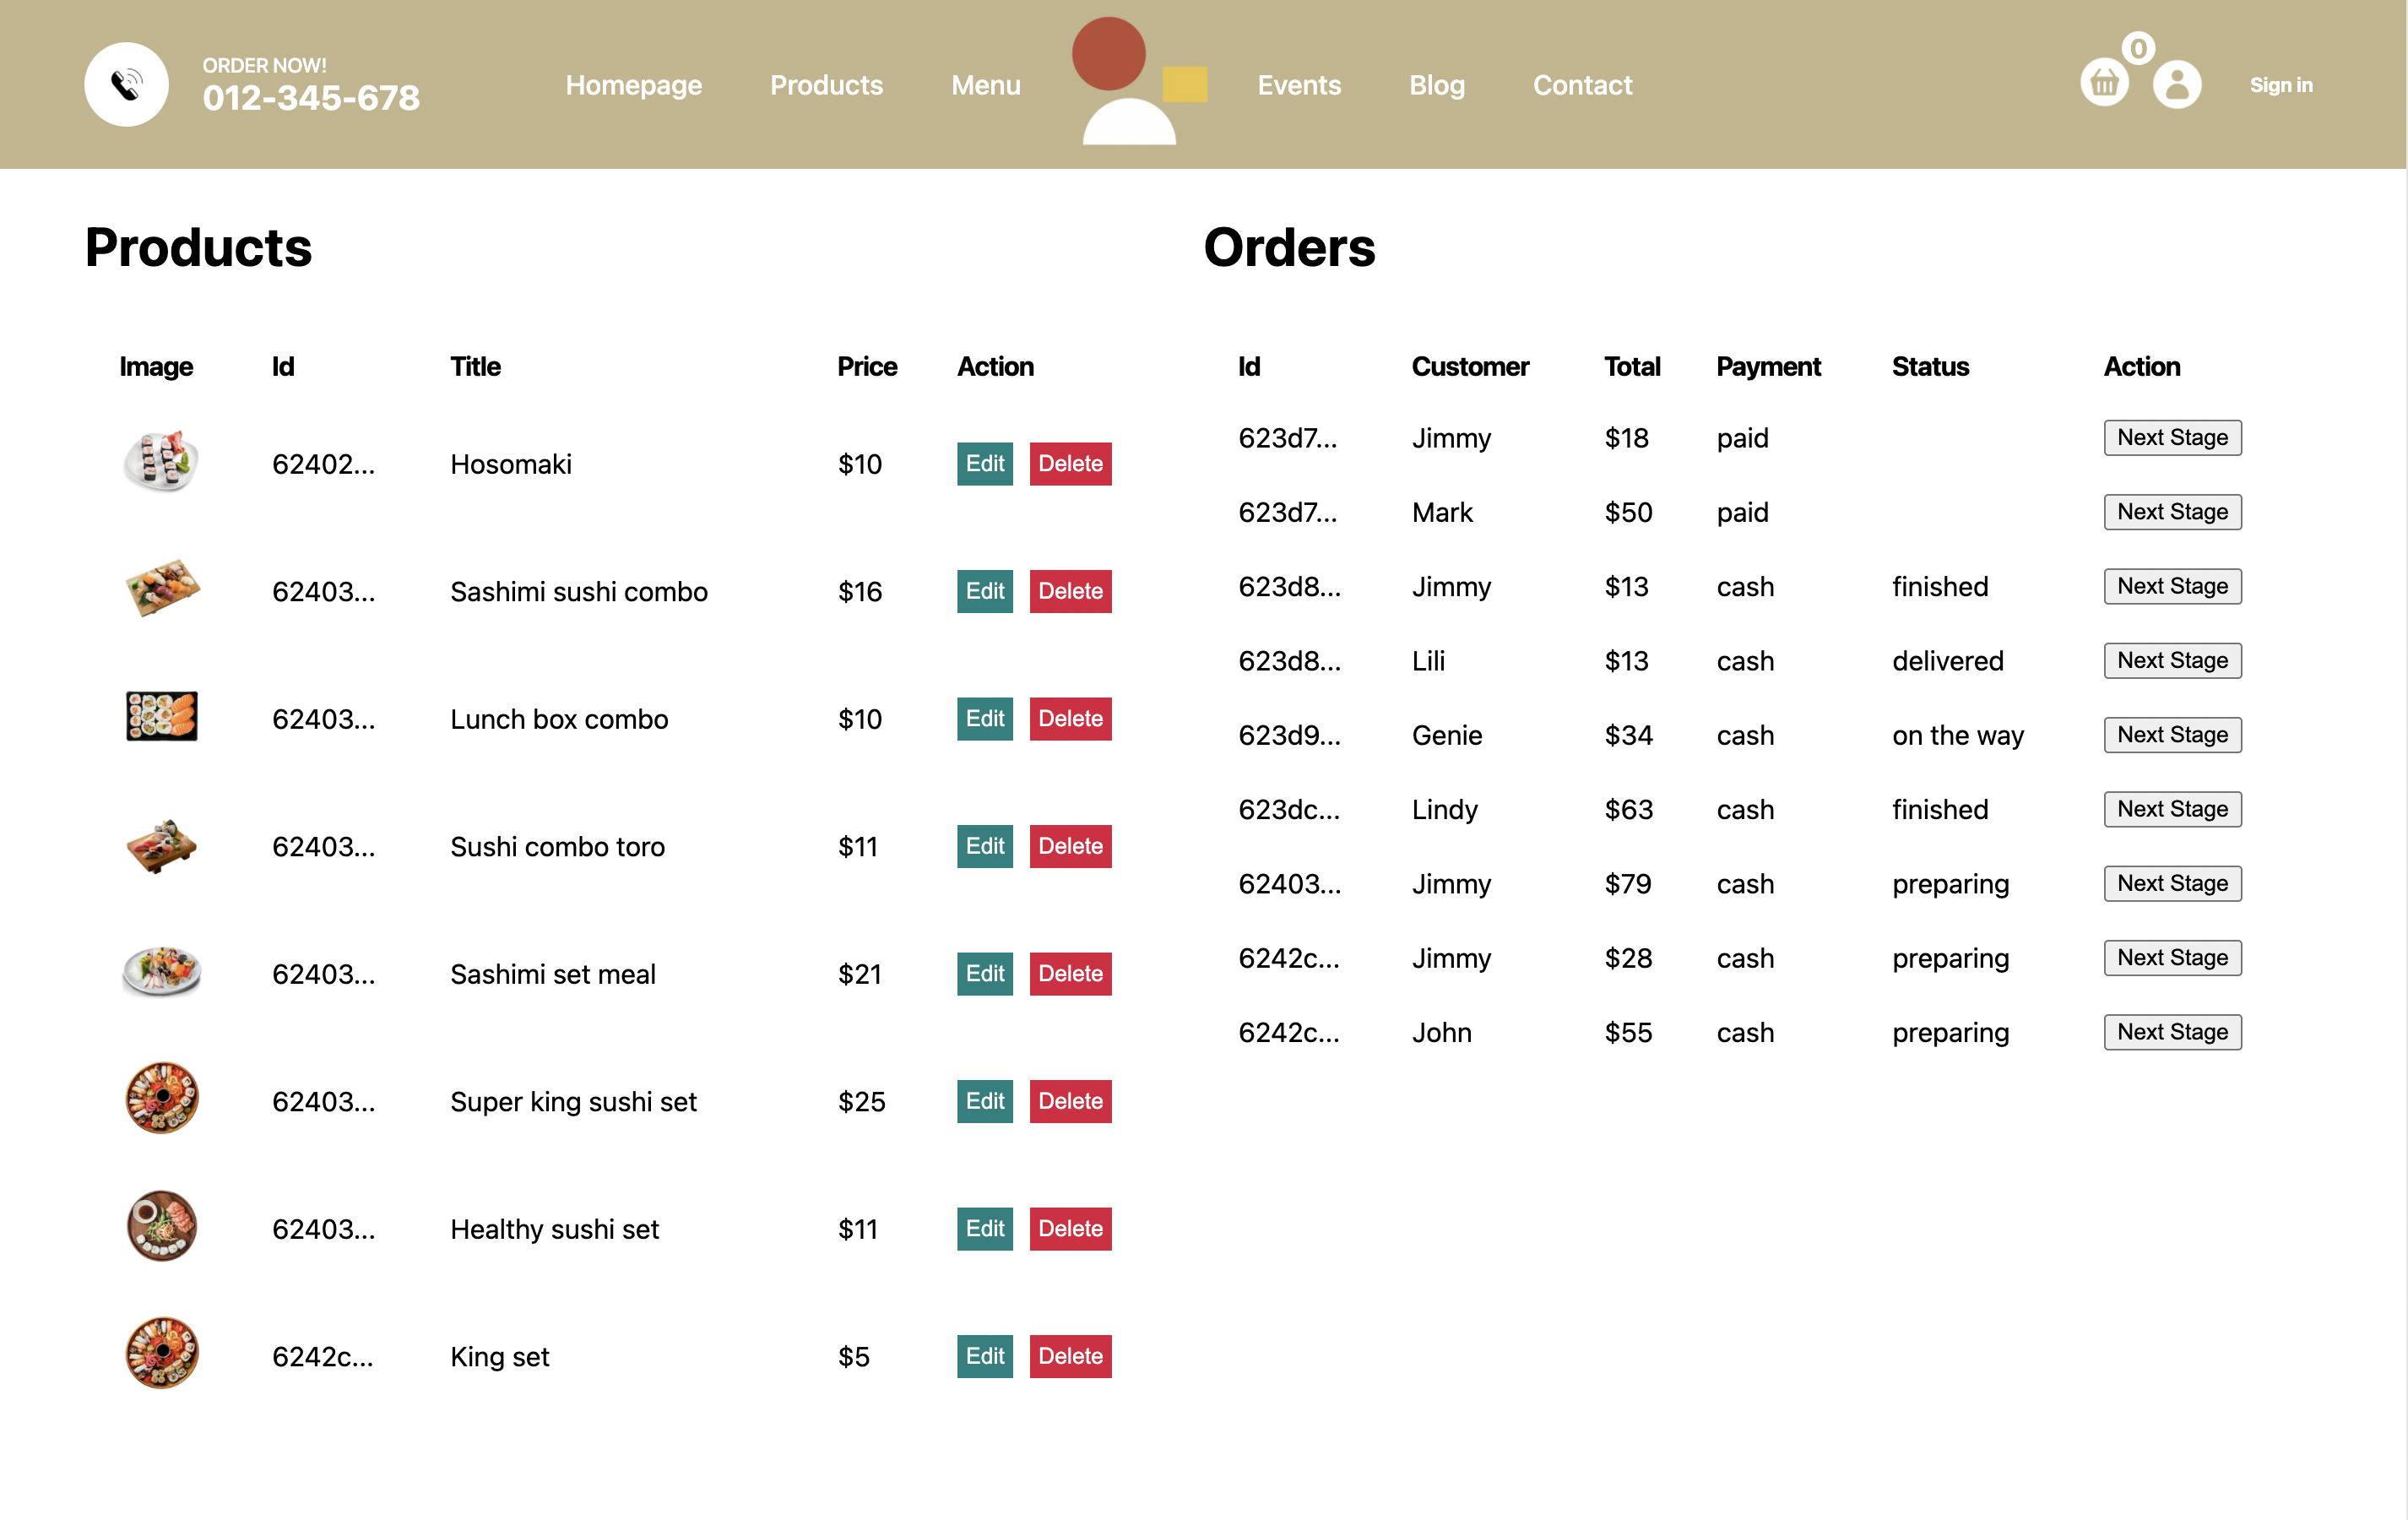 ORDER NOW!
012-345-678
Homepage
Products
Menu
Events
Blog
Contact
0
Sign in
Products
Image Id Title Price Action
62402... Hosomaki $10 Edit Delete
62403... Sashimi sushi combo $16 Edit Delete
62403... Lunch box combo $10 Edit Delete
62403... Sushi combo toro $11 Edit Delete
62403... Sashimi set meal $21 Edit Delete
62403... Super king sushi set $25 Edit Delete
62403... Healthy sushi set $11 Edit Delete
6242c... King set $5 Edit Delete
Orders
Id Customer Total Payment Status Action
623d7... Jimmy $18 paid Next Stage
623d7... Mark $50 paid Next Stage
623d8... Jimmy $13 cash finished Next Stage
623d8... Lili $13 cash delivered Next Stage
623d9... Genie $34 cash on the way Next Stage
623dc... Lindy $63 cash finished Next Stage
62403... Jimmy $79 cash preparing Next Stage
6242c... Jimmy $28 cash preparing Next Stage
6242c... John $55 cash preparing Next Stage